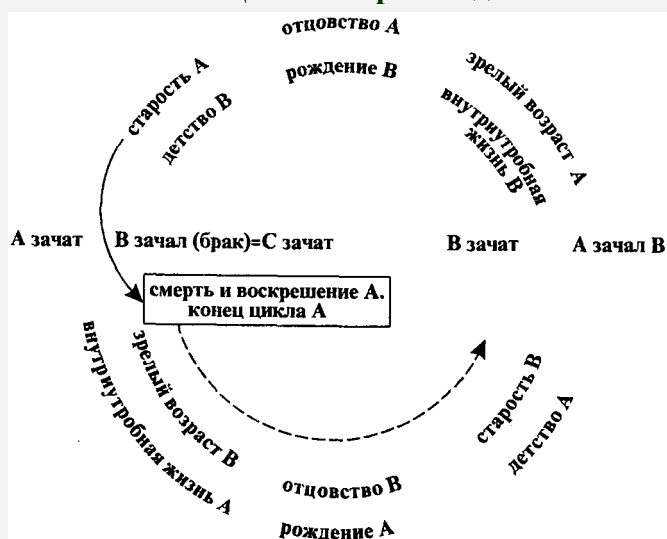 отцовство A
рождение B
старость A
детство B
зрелый возраст A
внутриутробная
жизнь B
A зачат
B зачал (брак)=C зачат
B зачат
A зачал B
смерть и воскрешение A.
конец цикла A
внутриутробная жизнь A
зрелый возраст B
старость B
детство A
отцовство B
рождение A